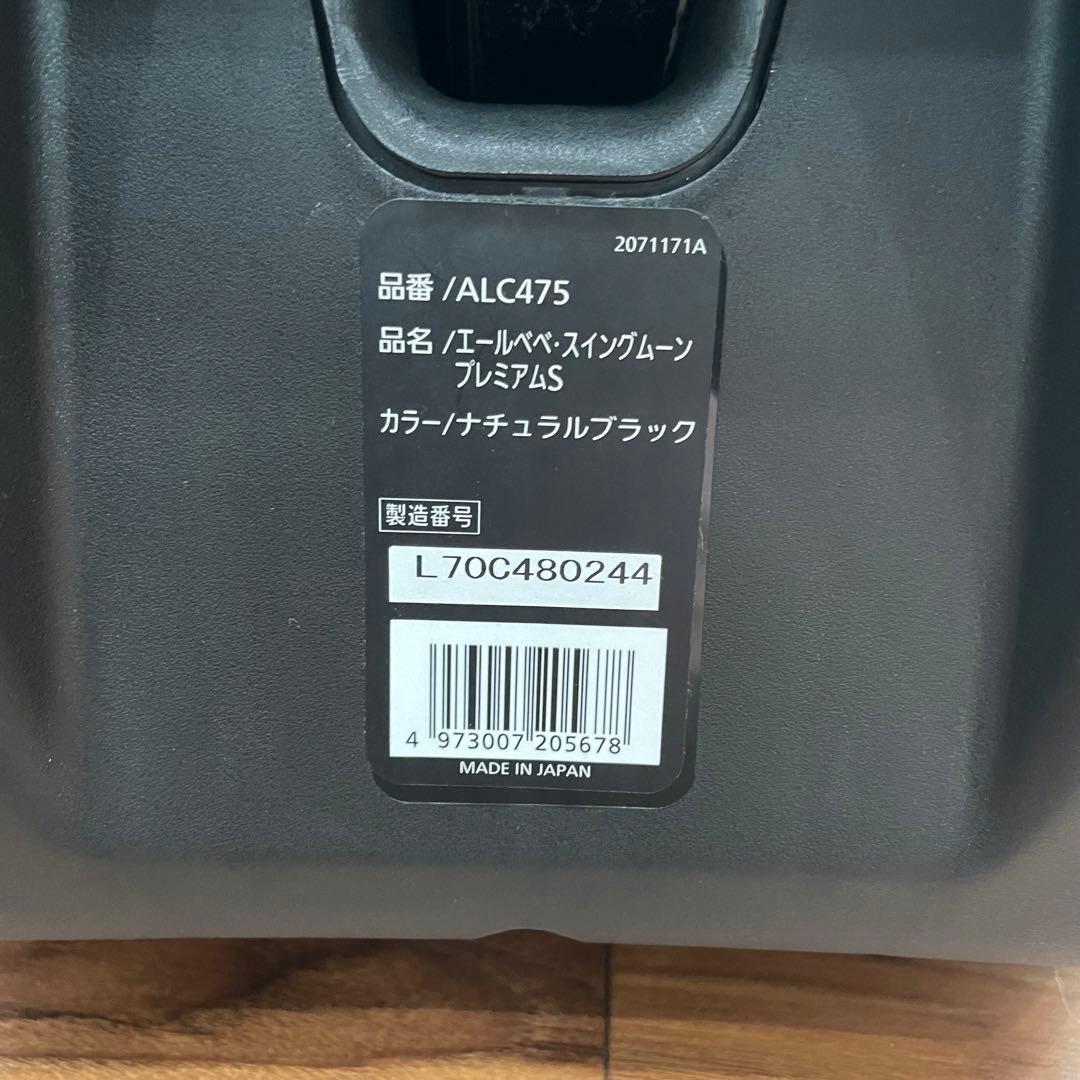 2071171A
品番/ALC475
品名/エールベベ・スイングムーン
プレミアムS
カラー/ナチュラルブラック
製造番号
L70C480244
4 973007 205678
MADE IN JAPAN